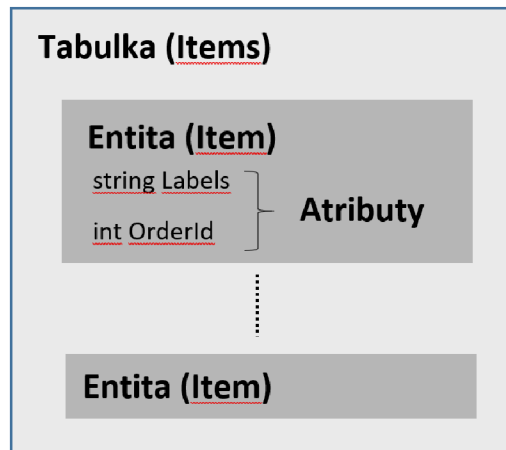 Tabulka (Items)
Entita (Item)
string Labels
int OrderId
Atributy
Entita (Item)